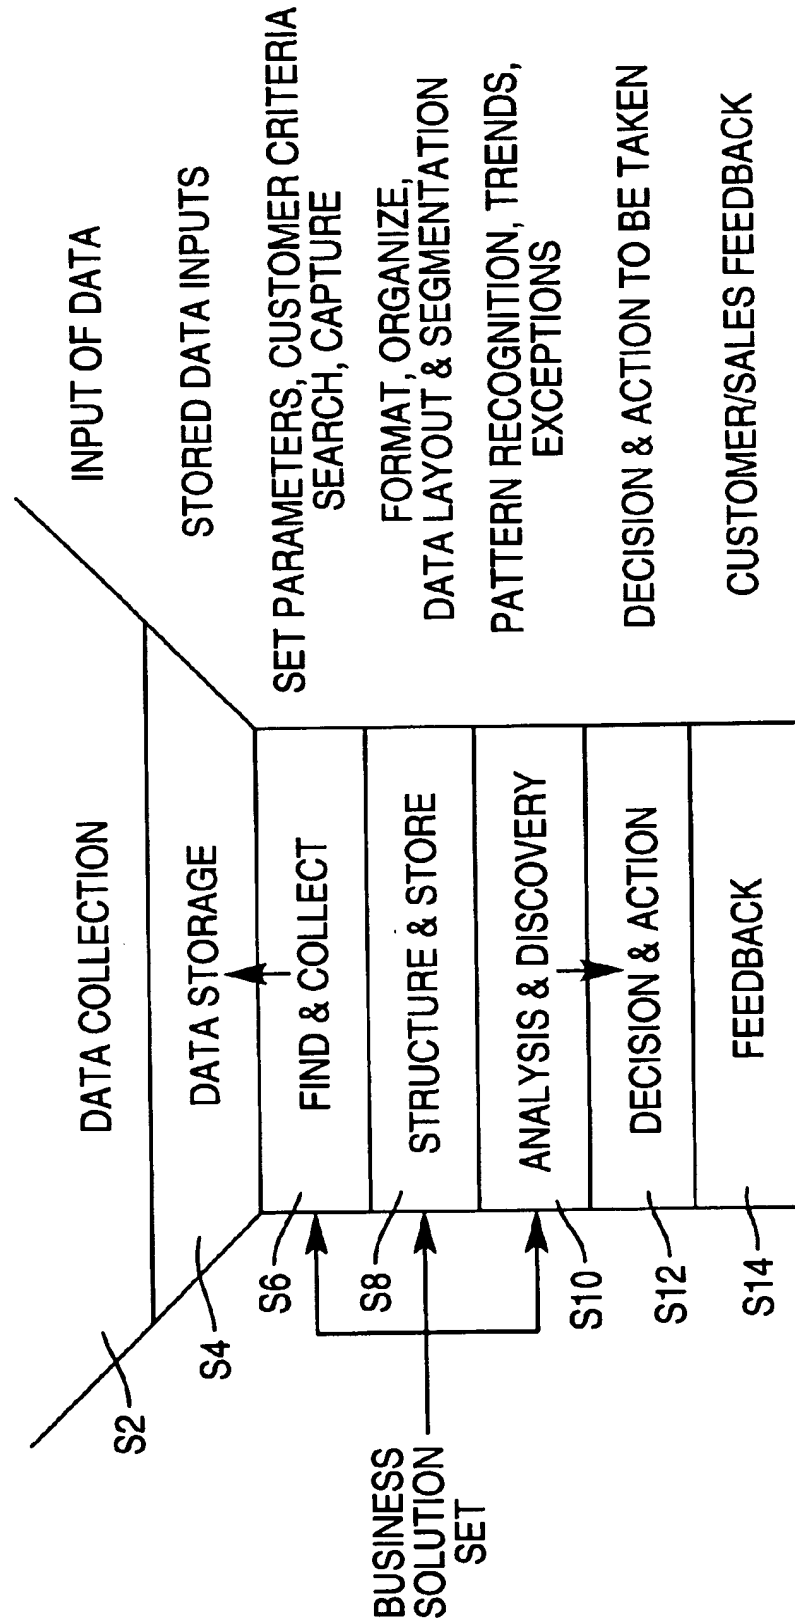 DATA COLLECTION
INPUT OF DATA
S2
DATA STORAGE
STORED DATA INPUTS
S4
FIND & COLLECT
SET PARAMETERS, CUSTOMER CRITERIA
SEARCH, CAPTURE
S6
STRUCTURE & STORE
FORMAT, ORGANIZE,
DATA LAYOUT & SEGMENTATION
S8
BUSINESS
SOLUTION
SET
ANALYSIS & DISCOVERY
PATTERN RECOGNITION, TRENDS,
EXCEPTIONS
S10
DECISION & ACTION
DECISION & ACTION TO BE TAKEN
S12
FEEDBACK
CUSTOMER/SALES FEEDBACK
S14